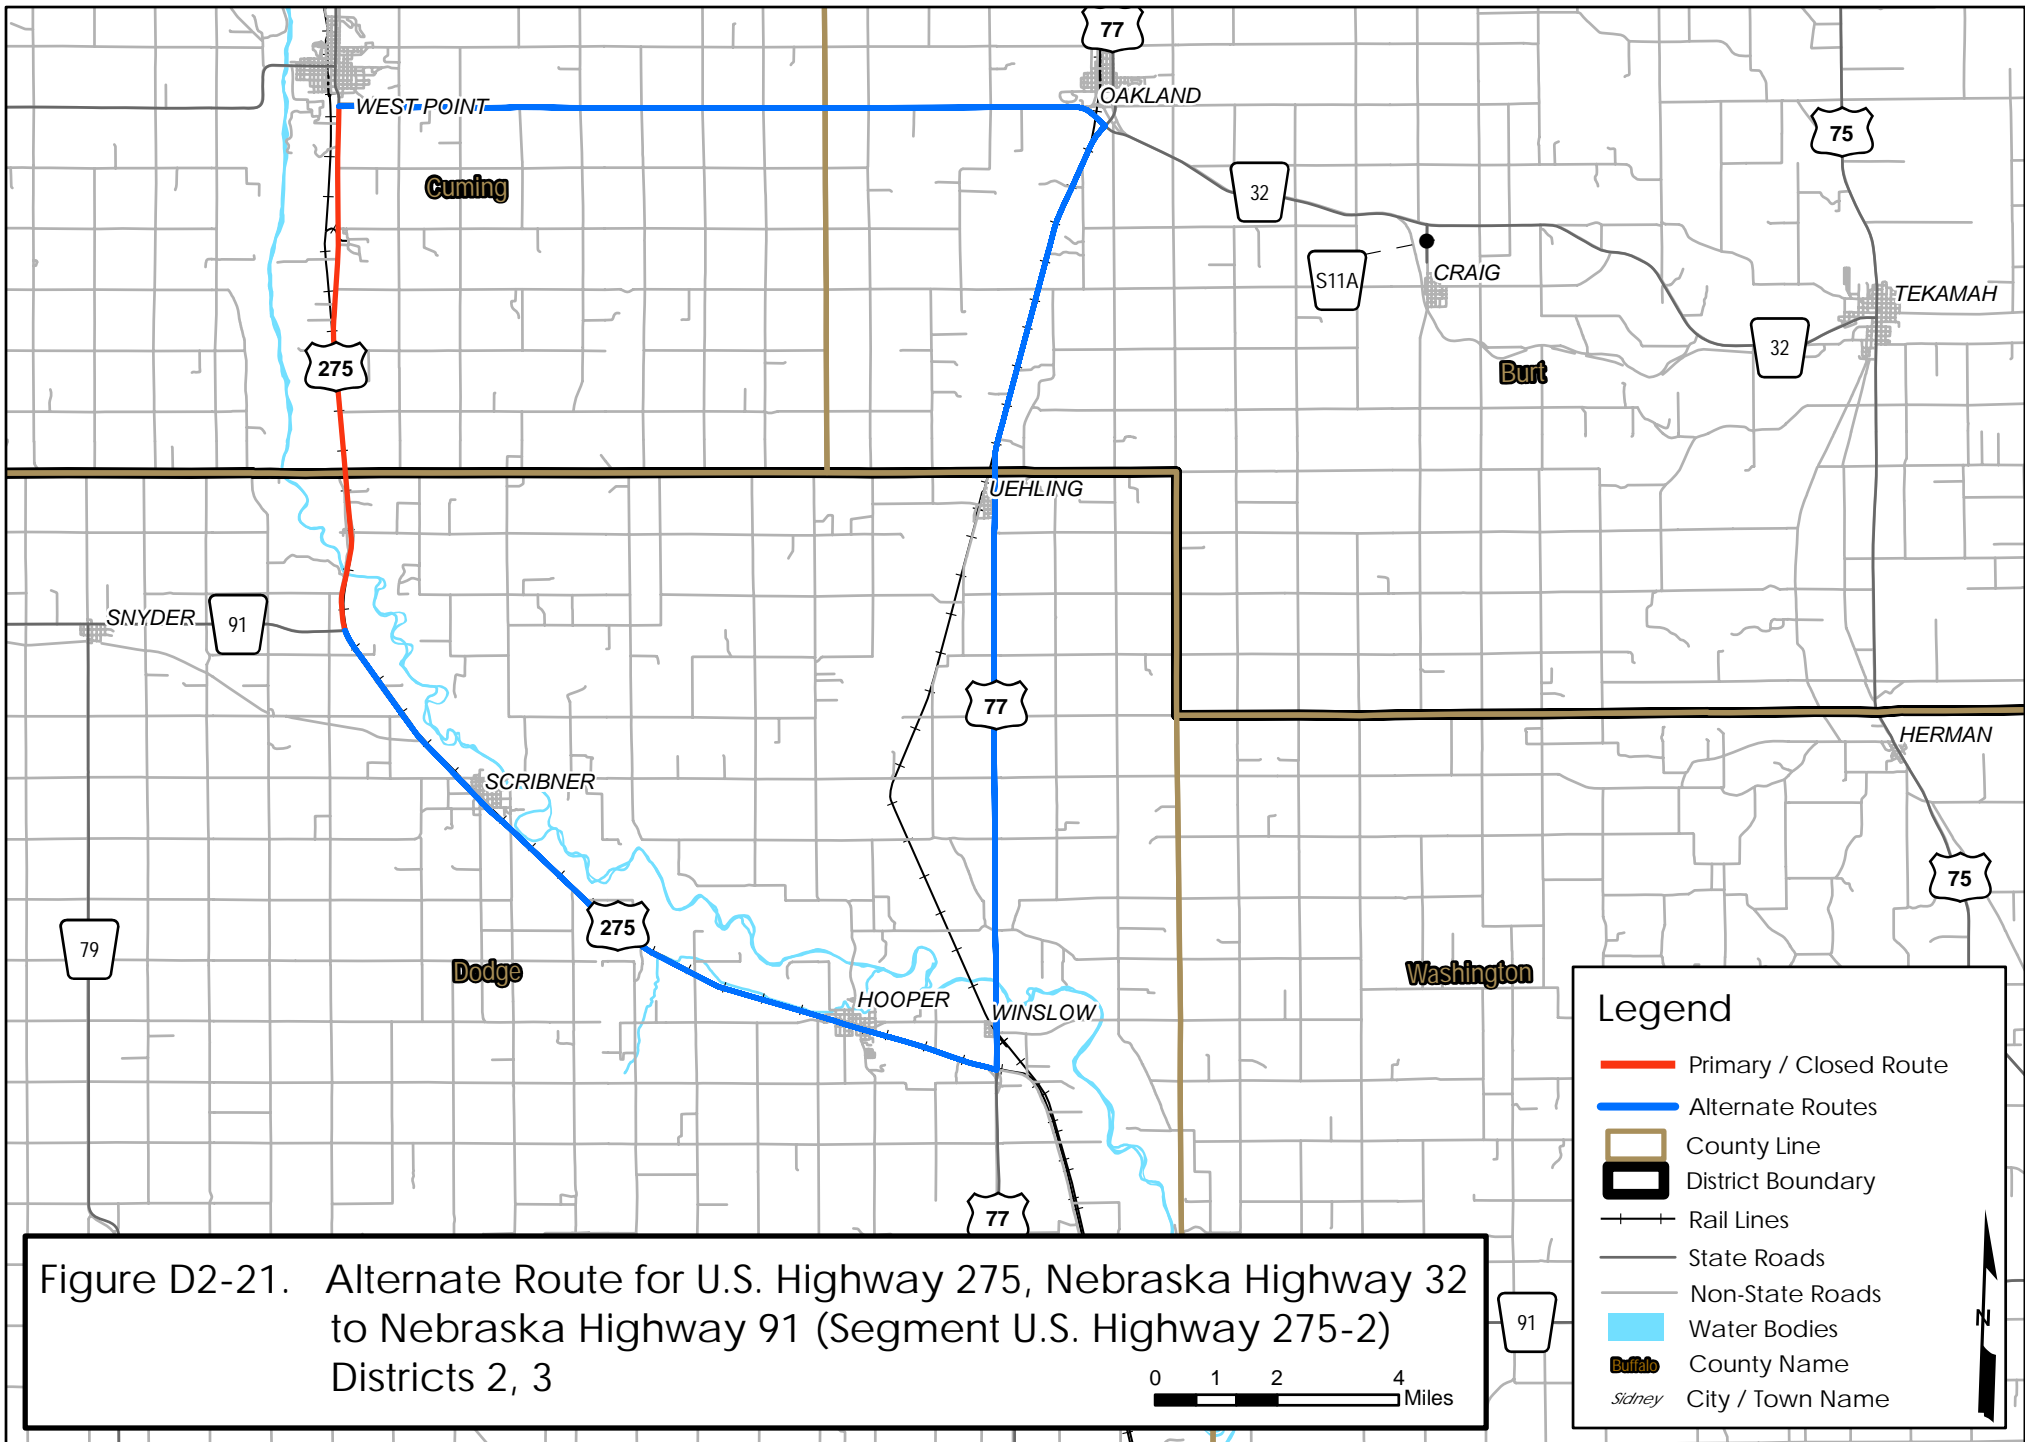 77
WEST POINT
OAKLAND
75
Cuming
32
S11A
CRAIG
TEKAMAH
275
32
Burt
UEHLING
SNYDER
91
77
HERMAN
SCRIBNER
75
275
79
Dodge
Washington
HOOPER
WINSLOW
77
91
Legend
Primary / Closed Route
Alternate Routes
County Line
District Boundary
Rail Lines
State Roads
Non-State Roads
Water Bodies
Buffalo County Name
Sidney City / Town Name
N
Figure D2-21. Alternate Route for U.S. Highway 275, Nebraska Highway 32
to Nebraska Highway 91 (Segment U.S. Highway 275-2)
Districts 2, 3
0 1 2 4
Miles